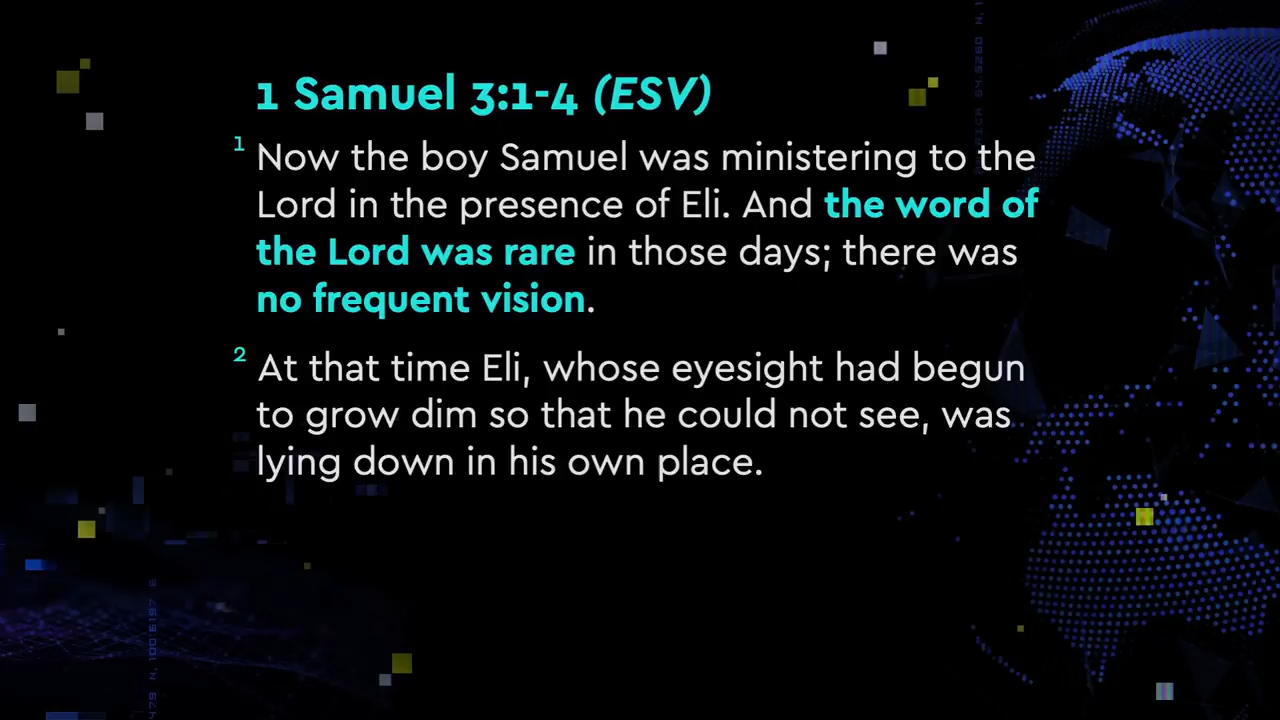 1 Samuel 3:1-4 (ESV)
1 Now the boy Samuel was ministering to the
Lord in the presence of Eli. And the word of
the Lord was rare in those days; there was
no frequent vision.
2 At that time Eli, whose eyesight had begun
to grow dim so that he could not see, was
lying down in his own place.